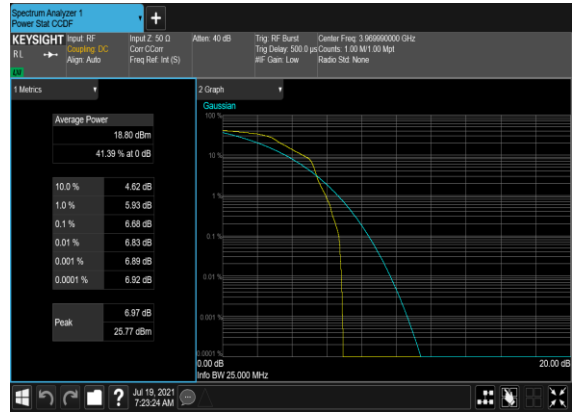 Spectrum Analyzer 1
Power Stat CCDF
KEYSIGHT
RL
Input: RF
Coupling: DC
Align: Auto
Input Z: 50 Ω
Corr CCorr
Freq Ref: Int (S)
Atten: 40 dB
Trig: RF Burst
Trig Delay: 500.0 µs
#IF Gain: Low
Center Freq: 3.969990000 GHz
Counts: 1.00 M/1.00 Mpt
Radio Std: None
1 Metrics
Average Power
18.80 dBm
41.39 % at 0 dB
10.0 % 4.62 dB
1.0 % 5.93 dB
0.1 % 6.68 dB
0.01 % 6.83 dB
0.001 % 6.89 dB
0.0001 % 6.92 dB
Peak
6.97 dB
25.77 dBm
2 Graph
Gaussian
100 %
10 %
1 %
0.1 %
0.01 %
0.001 %
0.0001 %
0.00 dB
20.00 dB
Info BW 25.000 MHz
?
Jul 19, 2021
7:23:24 AM